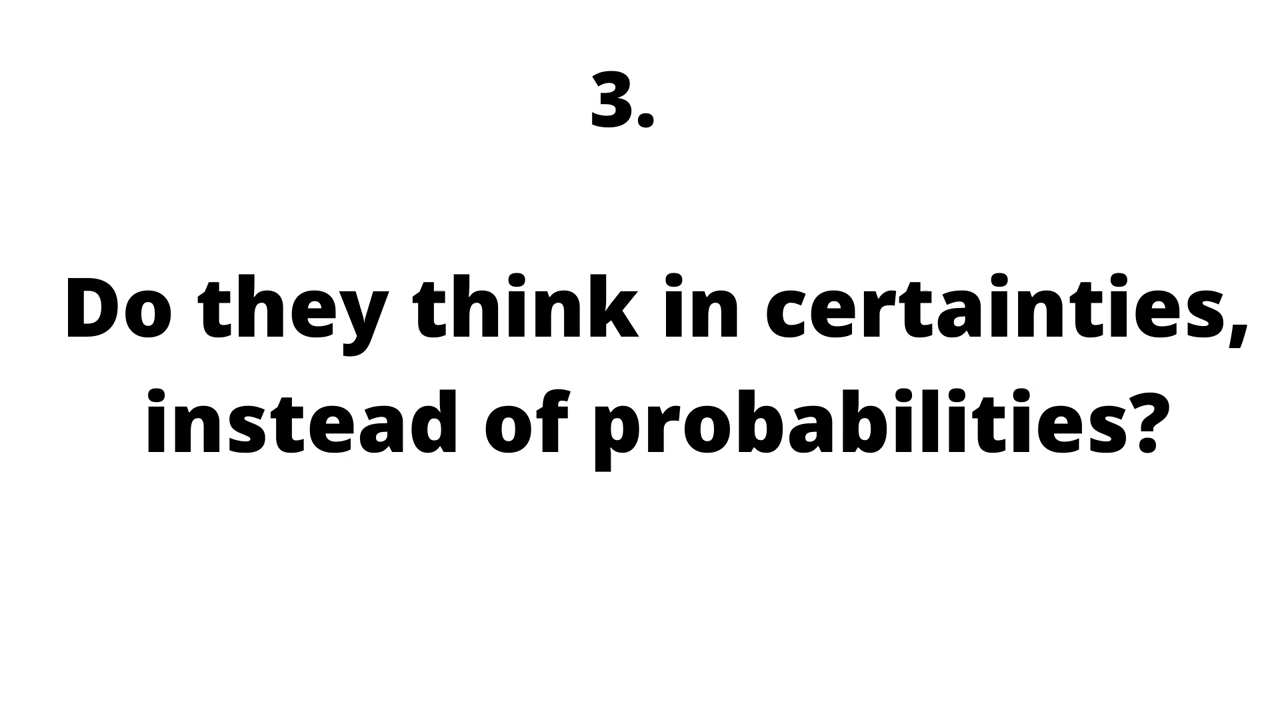 3.
Do they think in certainties,
instead of probabilities?